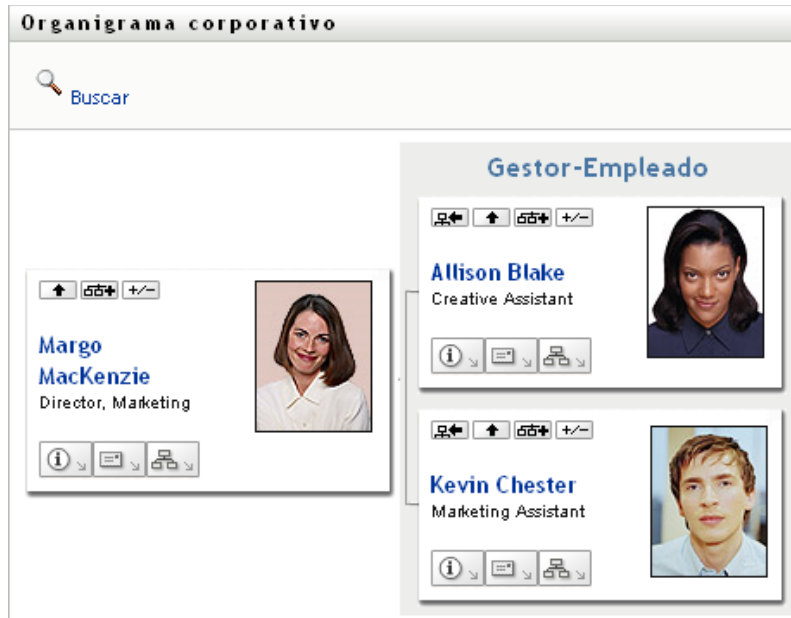 Organigrama corporativo
Buscar
Gestor-Empleado
+/-
Allison Blake
Creative Assistant
+/-
Margo
MacKenzie
Director, Marketing
+/-
Kevin Chester
Marketing Assistant